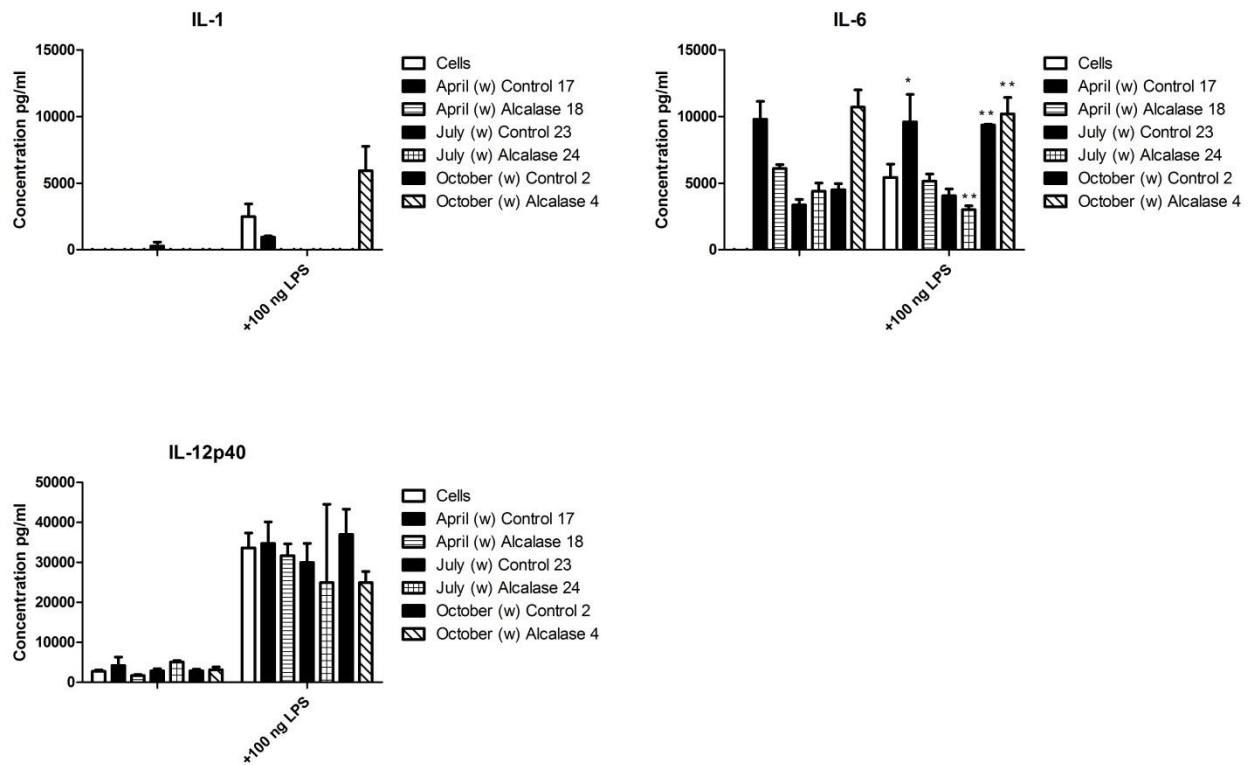 IL-1
Concentration pg/ml
15000
10000
5000
0
+100 ng LPS
Cells
April (w) Control 17
April (w) Alcalase 18
July (w) Control 23
July (w) Alcalase 24
October (w) Control 2
October (w) Alcalase 4
IL-6
Concentration pg/ml
15000
10000
5000
0
*
**
**
**
+100 ng LPS
Cells
April (w) Control 17
April (w) Alcalase 18
July (w) Control 23
July (w) Alcalase 24
October (w) Control 2
October (w) Alcalase 4
IL-12p40
Concentration pg/ml
50000
40000
30000
20000
10000
0
+100 ng LPS
Cells
April (w) Control 17
April (w) Alcalase 18
July (w) Control 23
July (w) Alcalase 24
October (w) Control 2
October (w) Alcalase 4